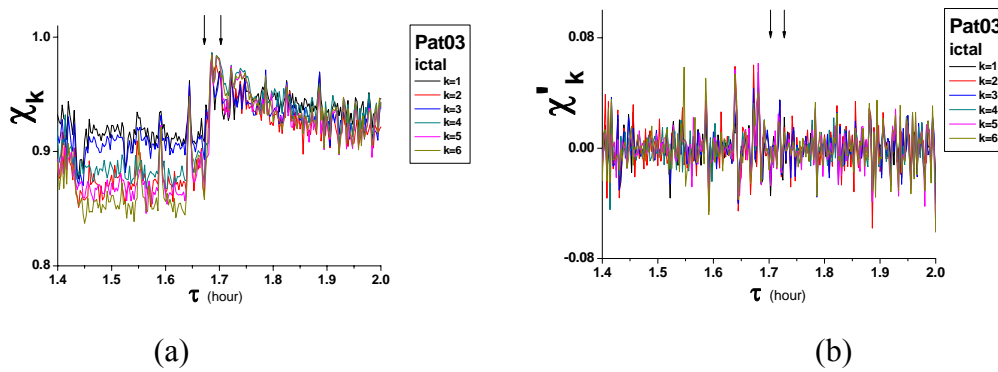 χk
1.0
0.9
0.8
1.4 1.5 1.6 1.7 1.8 1.9 2.0
τ (hour)
Pat03
ictal
k=1
k=2
k=3
k=4
k=5
k=6
(a)
χ'k
0.08
0.00
-0.08
1.4 1.5 1.6 1.7 1.8 1.9 2.0
τ (hour)
Pat03
ictal
k=1
k=2
k=3
k=4
k=5
k=6
(b)